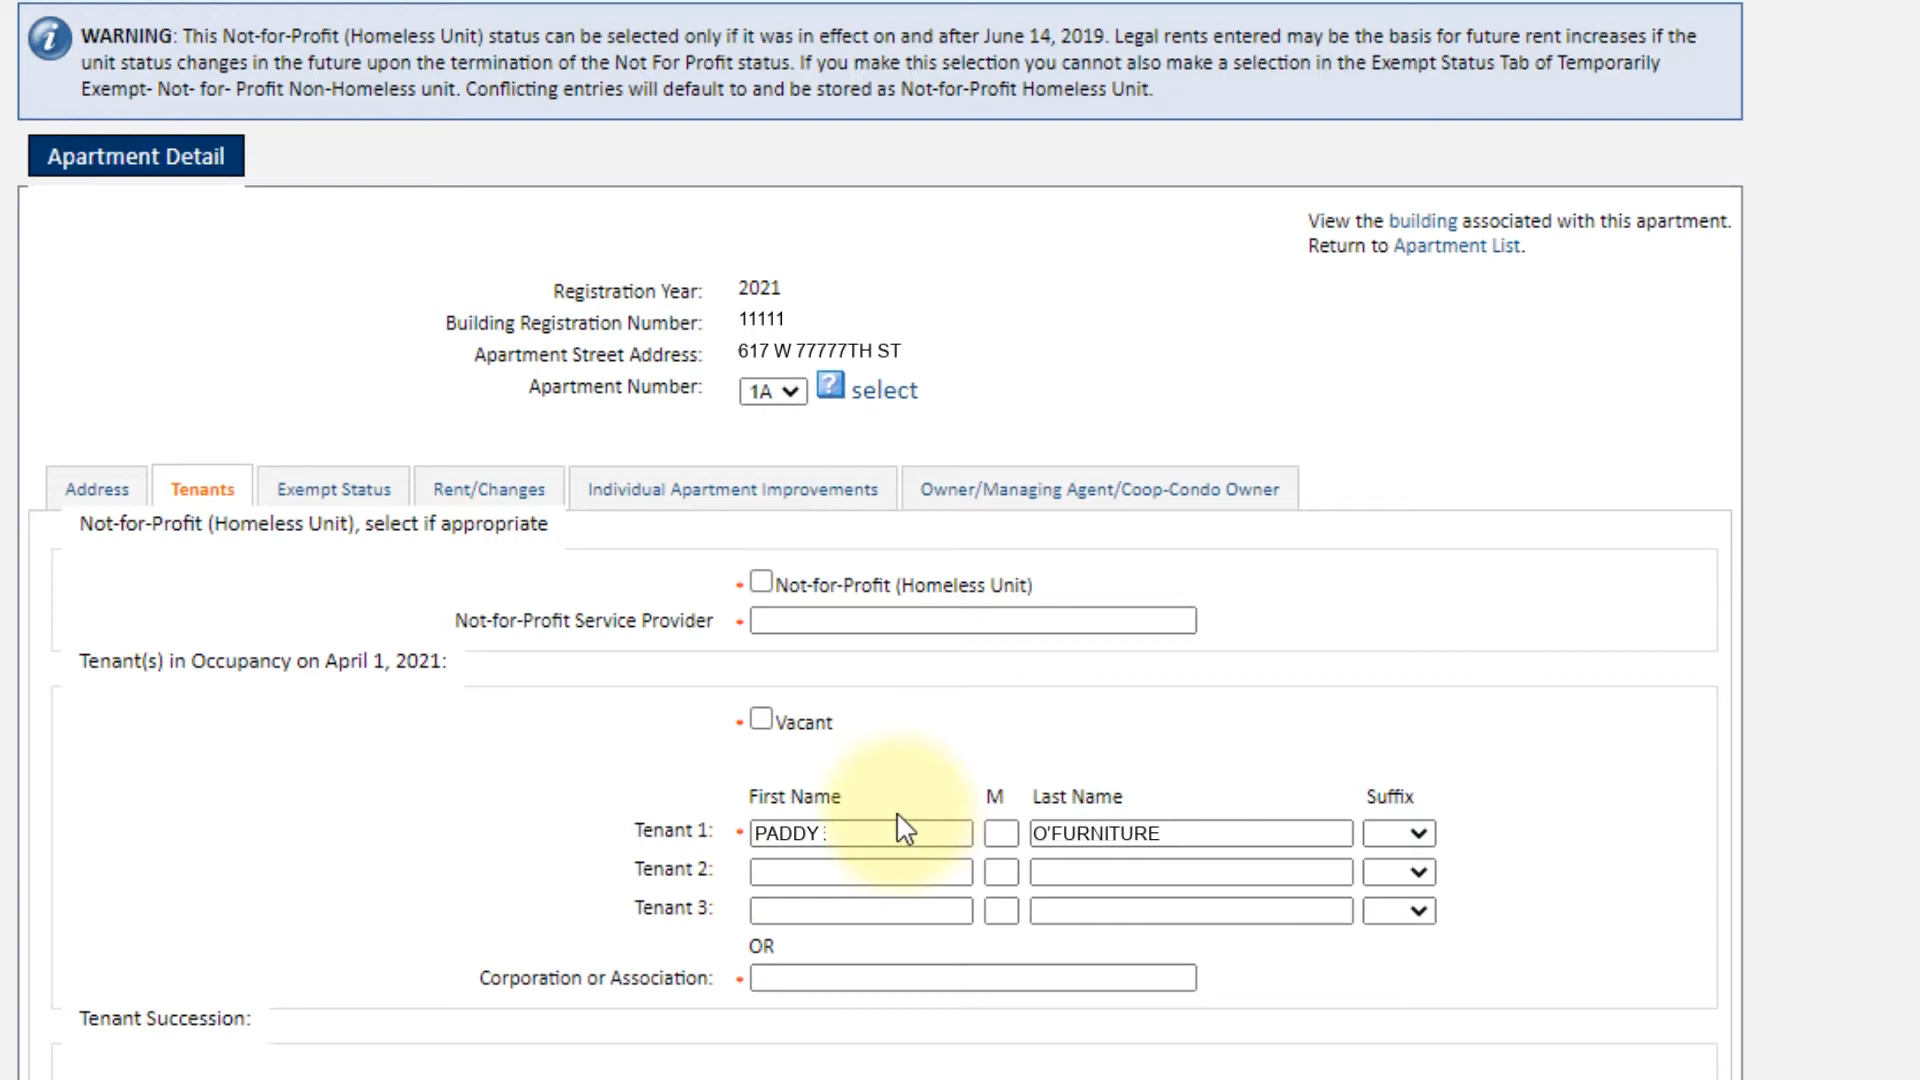 WARNING: This Not-for-Profit (Homeless Unit) status can be selected only if it was in effect on and after June 14, 2019. Legal rents entered may be the basis for future rent increases if the
unit status changes in the future upon the termination of the Not For Profit status. If you make this selection you cannot also make a selection in the Exempt Status Tab of Temporarily
Exempt- Not- for- Profit Non-Homeless unit. Conflicting entries will default to and be stored as Not-for-Profit Homeless Unit.
Apartment Detail
View the building associated with this apartment.
Return to Apartment List.
Registration Year: 2021
Building Registration Number: 11111
Apartment Street Address: 617 W 77777TH ST
Apartment Number: 1A ? select
Address Tenants Exempt Status Rent/Changes Individual Apartment Improvements Owner/Managing Agent/Coop-Condo Owner
Not-for-Profit (Homeless Unit), select if appropriate
Not-for-Profit (Homeless Unit)
Not-for-Profit Service Provider
Tenant(s) in Occupancy on April 1, 2021:
Vacant
First Name M Last Name Suffix
Tenant 1: PADDY O'FURNITURE
Tenant 2:
Tenant 3:
OR
Corporation or Association:
Tenant Succession: